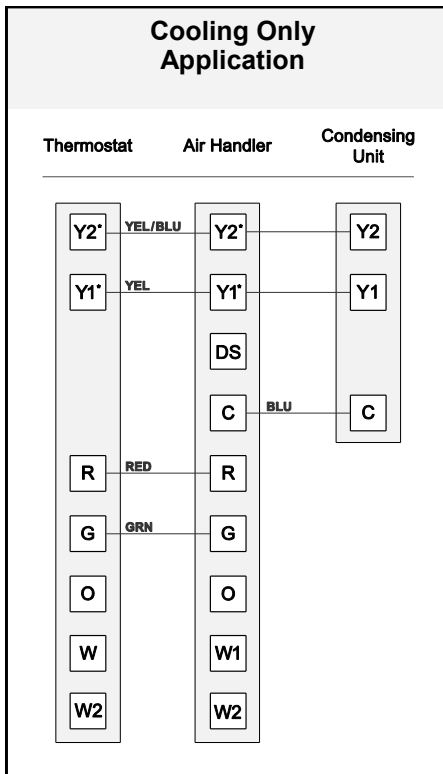 Cooling Only
Application
Thermostat Air Handler Condensing
Unit
Y2* YEL/BLU Y2* Y2
Y1* YEL Y1* Y1
DS
C BLU C
R RED R
G GRN G
O O
W W1
W2 W2